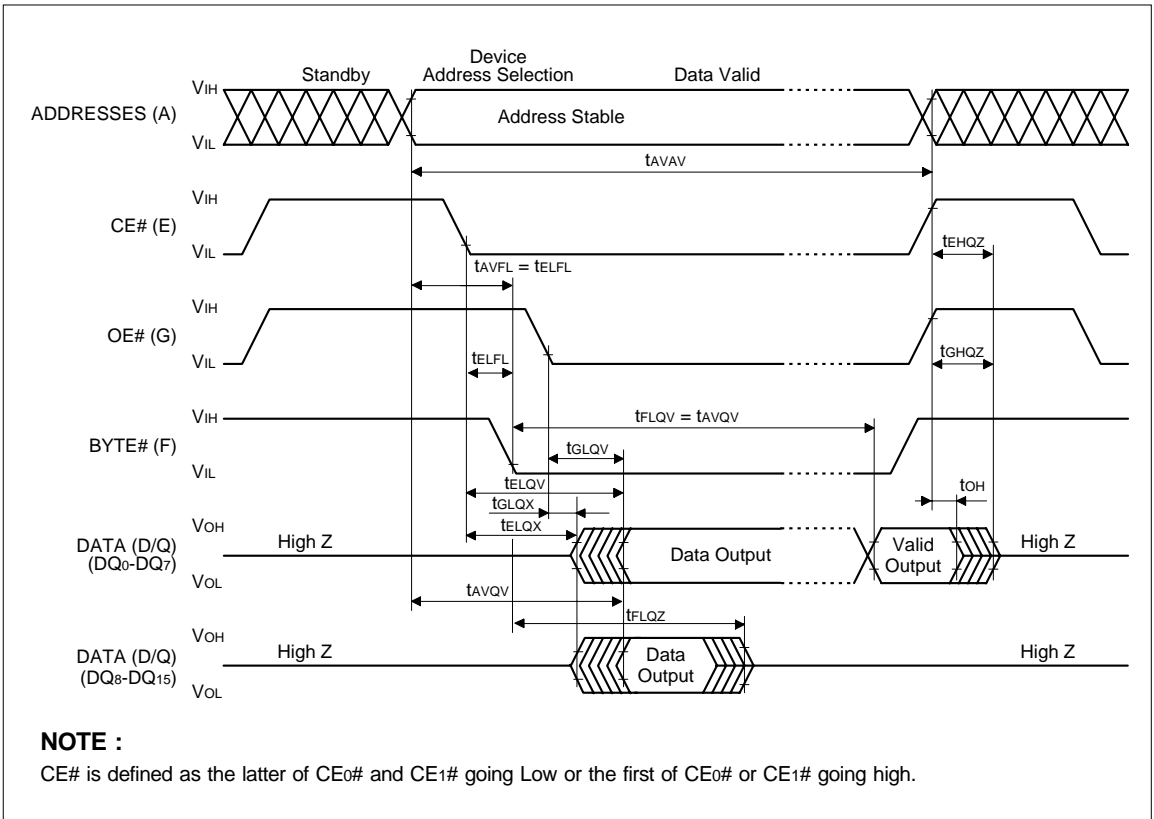 Standby
Device
Address Selection
Data Valid
ADDRESSES (A)
VIH
VIL
Address Stable
tAVAV
CE# (E)
VIH
VIL
tEHQZ
tAVFL = tELFL
OE# (G)
VIH
VIL
tELFL
tGHQZ
BYTE# (F)
VIH
VIL
tFLQV = tAVQV
tGLQV
tELQV
tGLQX
tELQX
tOH
DATA (D/Q)
(DQ0-DQ7)
VOH
VOL
High Z
Data Output
Valid
Output
High Z
tAVQV
tFLQZ
DATA (D/Q)
(DQ8-DQ15)
VOH
VOL
High Z
Data
Output
High Z
NOTE :
CE# is defined as the latter of CE0# and CE1# going Low or the first of CE0# or CE1# going high.